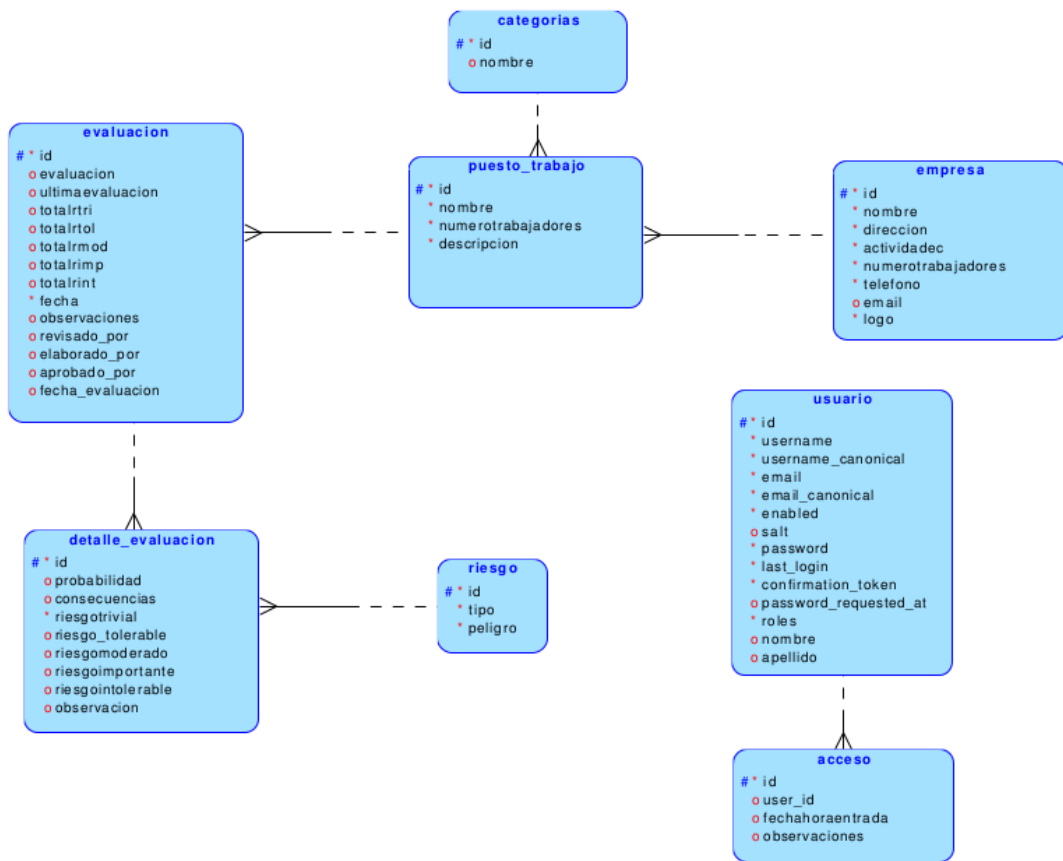 categorias
# * id
o nombre
evaluacion
# * id
o evaluacion
o ultimaevaluacion
o totalrtri
o totalrtol
o totalrmod
o totalrimp
o totalrint
* fecha
o observaciones
o revisado_por
o elaborado_por
o aprobado_por
o fecha_evaluacion
puesto_trabajo
# * id
* nombre
* numerotrabajadores
* descripcion
empresa
# * id
* nombre
* direccion
* actividadec
* numerotrabajadores
* telefono
o email
* logo
usuario
# * id
* username
* username_canonical
* email
* email_canonical
* enabled
o salt
* password
* last_login
* confirmation_token
o password_requested_at
* roles
o nombre
o apellido
detalle_evaluacion
# * id
o probabilidad
o consecuencias
* riesgotrivial
o riesgo_tolerable
o riesgomoderado
o riesgoimportante
o riesgointolerable
o observacion
riesgo
# * id
* tipo
* peligro
acceso
# * id
o user_id
o fechahoraentrada
o observaciones